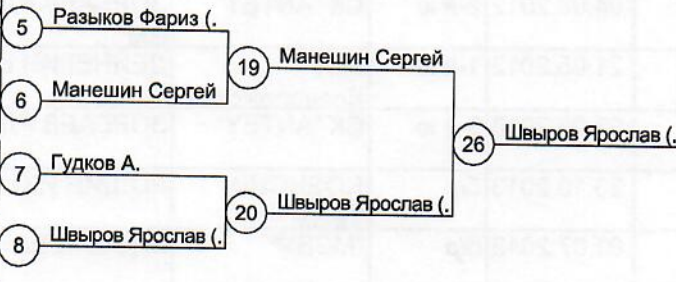 5 Разыков Фариз (.
19 Манешин Сергей
6 Манешин Сергей
26 Швыров Ярослав (.
7 Гудков А.
20 Швыров Ярослав (.
8 Швыров Ярослав (.